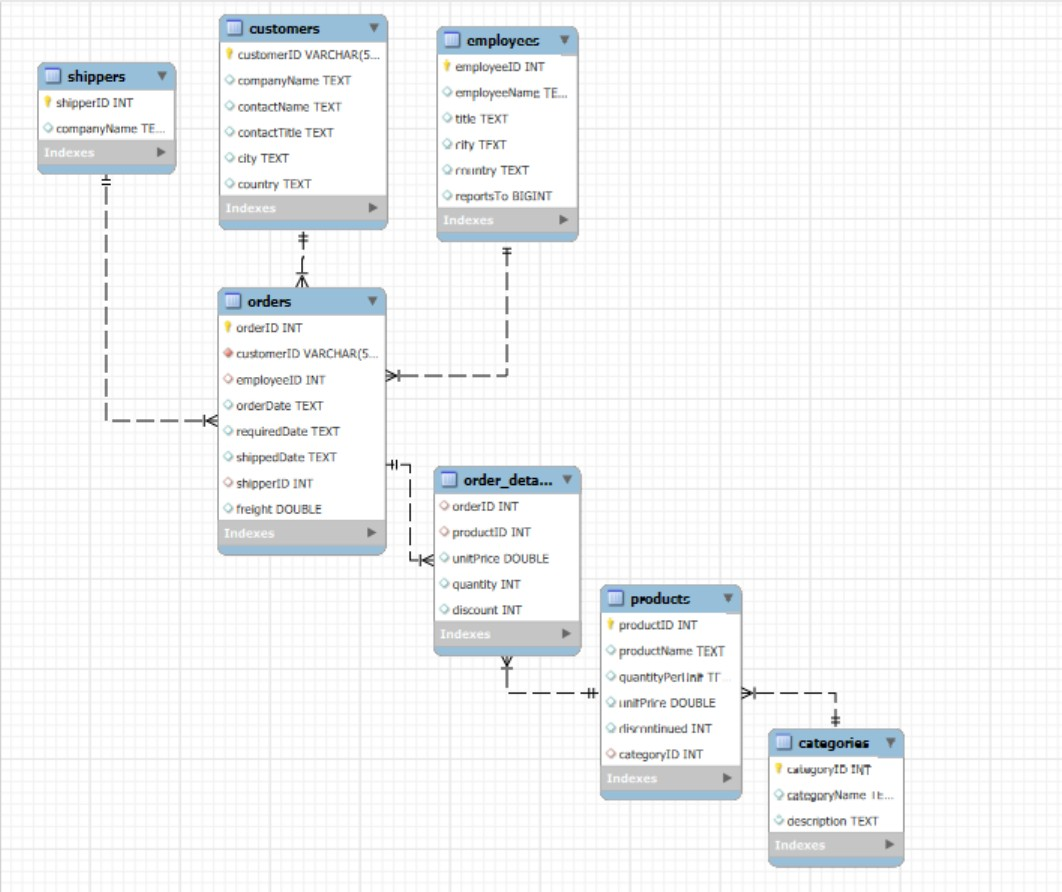 shippers
shipperID INT
companyName TE...
Indexes
customers
customerID VARCHAR(5...
companyName TEXT
contactName TEXT
contactTitle TEXT
city TEXT
country TEXT
Indexes
employees
employeeID INT
employeeName TE...
title TEXT
city TEXT
country TEXT
reportsTo BIGINT
Indexes
orders
orderID INT
customerID VARCHAR(5...
employeeID INT
orderDate TEXT
requiredDate TEXT
shippedDate TEXT
shipperID INT
freight DOUBLE
Indexes
order_deta...
orderID INT
productID INT
unitPrice DOUBLE
quantity INT
discount INT
Indexes
products
productID INT
productName TEXT
quantityPerUnit
unitPrice DOUBLE
discontinued INT
categoryID INT
Indexes
categories
categoryID INT
categoryName TE...
description TEXT
Indexes